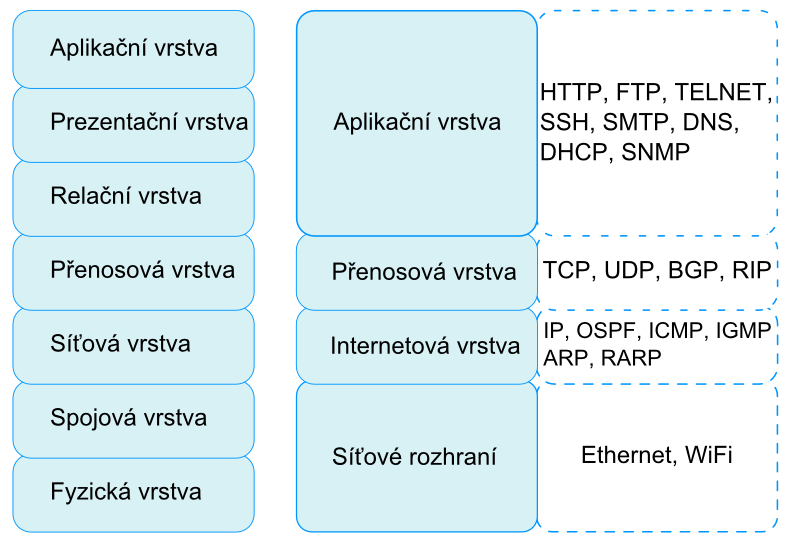 Aplikační vrstva
Prezentační vrstva
Relační vrstva
Přenosová vrstva
Síťová vrstva
Spojová vrstva
Fyzická vrstva
Aplikační vrstva
HTTP, FTP, TELNET,
SSH, SMTP, DNS,
DHCP, SNMP
Přenosová vrstva
TCP, UDP, BGP, RIP
Internetová vrstva
IP, OSPF, ICMP, IGMP
ARP, RARP
Síťové rozhraní
Ethernet, WiFi